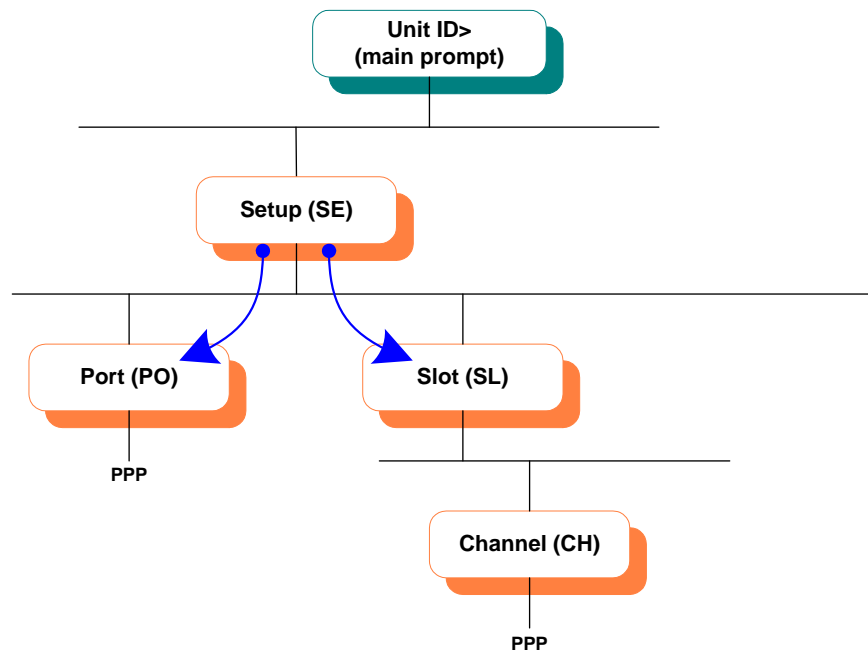 Unit ID>
(main prompt)
Setup (SE)
Port (PO)
Slot (SL)
PPP
Channel (CH)
PPP